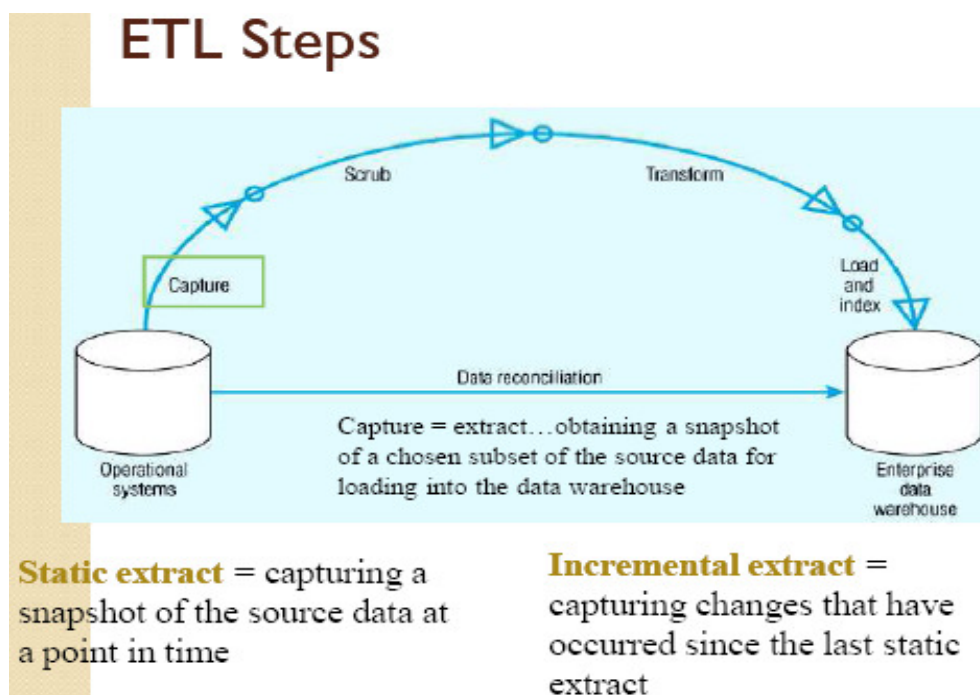 ETL Steps
Scrub
Transform
Capture
Load
and
index
Data reconciliation
Capture = extract…obtaining a snapshot
of a chosen subset of the source data for
loading into the data warehouse
Operational
systems
Enterprise
data
warehouse
Static extract = capturing a
snapshot of the source data at
a point in time
Incremental extract =
capturing changes that have
occurred since the last static
extract